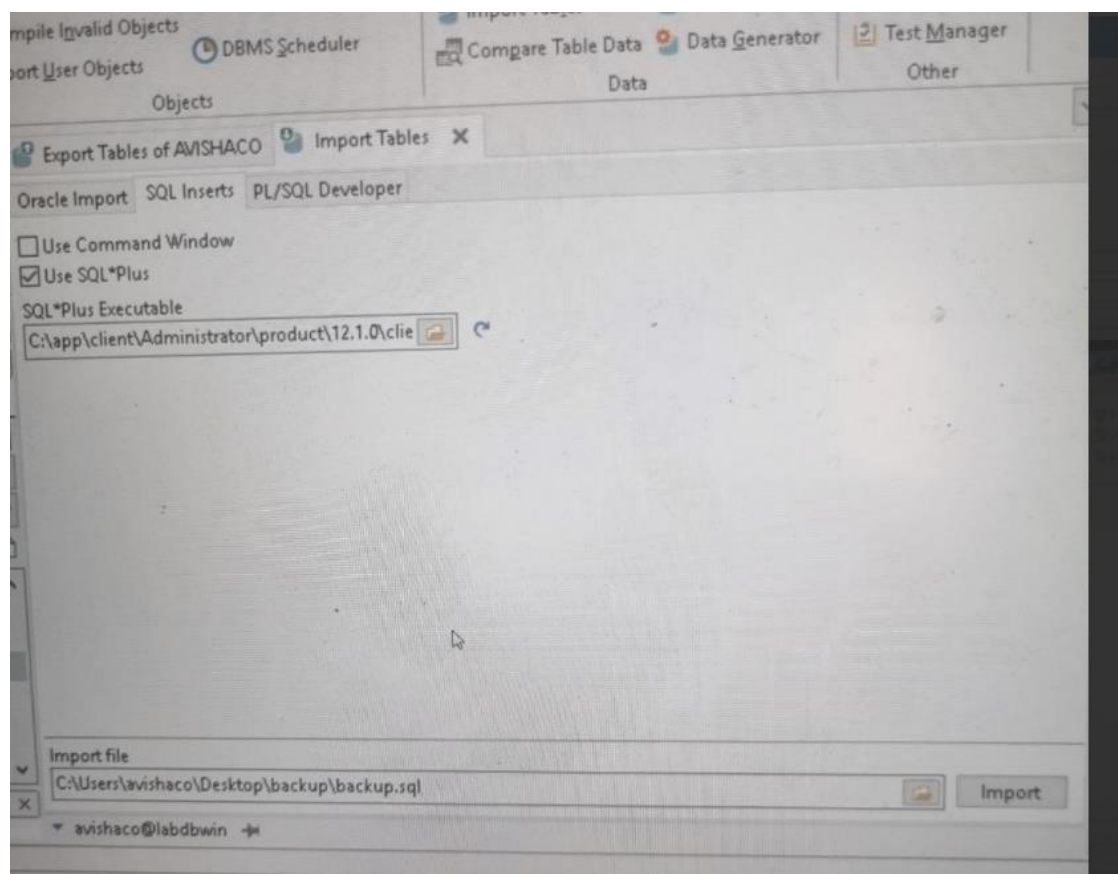 Invalid Objects
DBMS Scheduler
User Objects
Objects
Compare Table Data
Data Generator
Data
Test Manager
Other
Export Tables of AVISHACO
Import Tables
Oracle Import SQL Inserts PL/SQL Developer
Use Command Window
Use SQL*Plus
SQL*Plus Executable
C:\app\client\Administrator\product\12.1.0\clie
Import file
C:\Users\avishaco\Desktop\backup\backup.sql
Import
avishaco@labdbwin